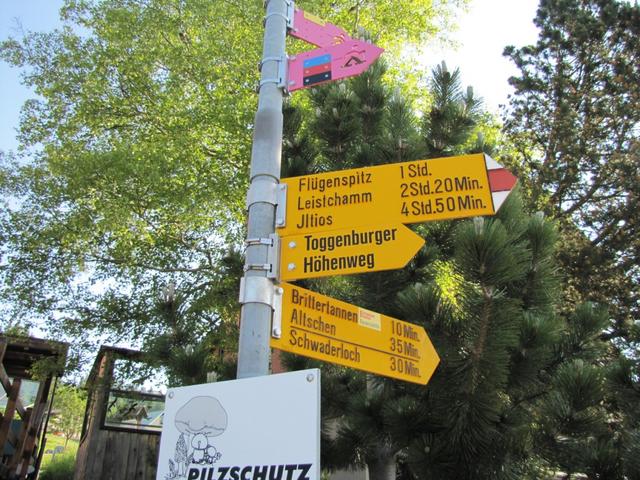 Flügenspitz 1 Std.
Leistchamm 2 Std. 20 Min.
Jltios 4 Std. 50 Min.
Toggenburger
Höhenweg
Brittertannen 10 Min.
Altschen 35 Min.
Schwaderloch 30 Min.
PILZSCHUTZ